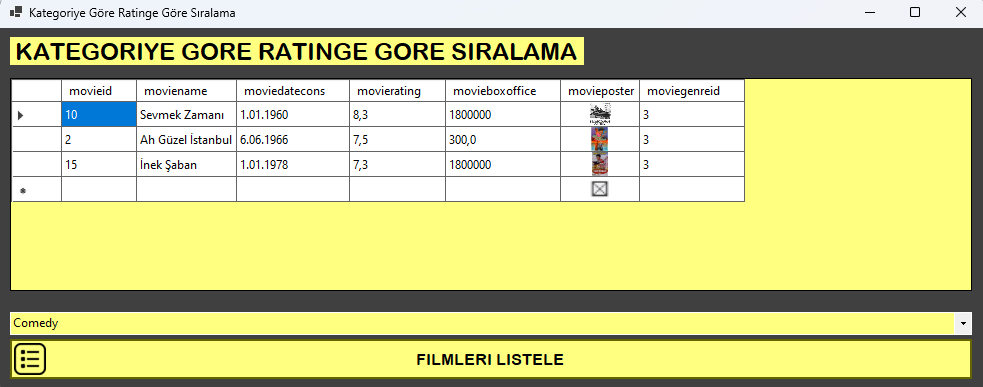 Kategoriye Göre Ratinge Göre Sıralama
KATEGORIYE GORE RATINGE GORE SIRALAMA
movieid moviename moviedatecons movierating movieboxoffice movieposter moviegenreid
10 Sevmek Zamanı 1.01.1960 8,3 1800000 3
2 Ah Güzel İstanbul 6.06.1966 7,5 300,0 3
15 İnek Şaban 1.01.1978 7,3 1800000 3
Comedy
FILMLERI LISTELE